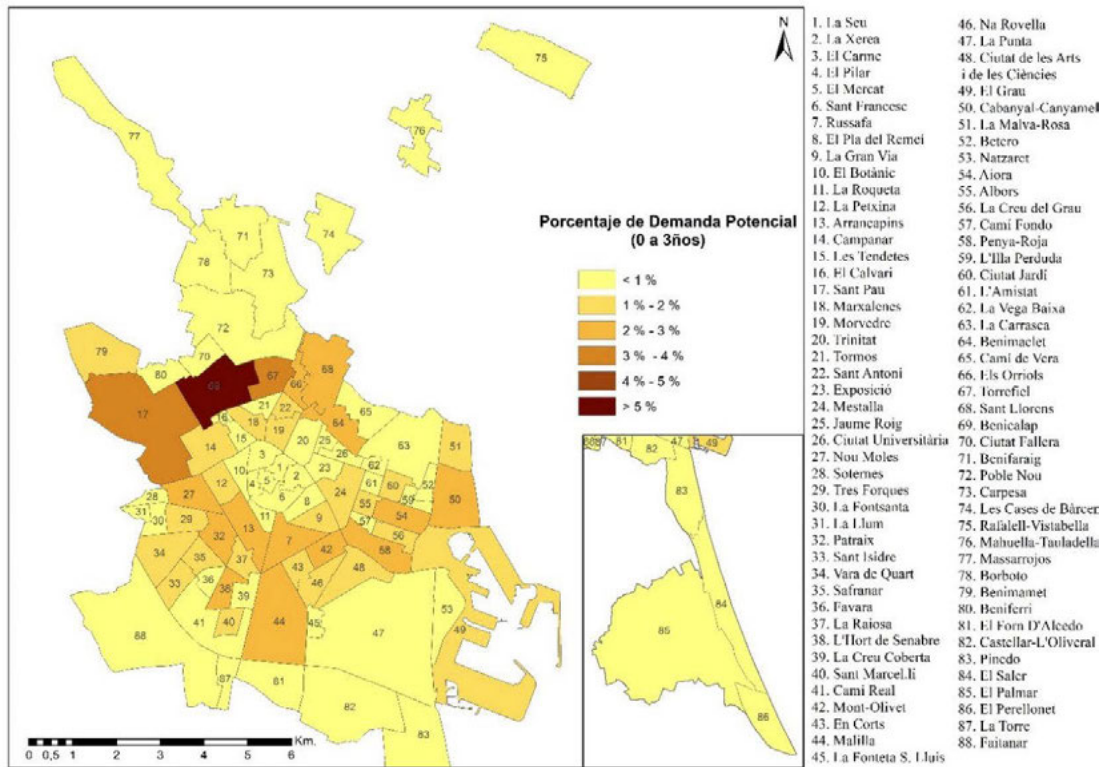 N
Porcentaje de Demanda Potencial
(0 a 3ños)
< 1 %
1 % - 2 %
2 % - 3 %
3 % - 4 %
4 % - 5 %
> 5 %
0 0,5 1 2 3 4 5 6 Km.
1. La Seu
2. La Xerea
3. El Carme
4. El Pilar
5. El Mercat
6. Sant Francesc
7. Russafa
8. El Pla del Remei
9. La Gran Via
10. El Botànic
11. La Roqueta
12. La Petxina
13. Arrancapins
14. Campanar
15. Les Tendetes
16. El Calvari
17. Sant Pau
18. Marxalenes
19. Morvedre
20. Trinitat
21. Tormos
22. Sant Antoni
23. Exposició
24. Mestalla
25. Jaume Roig
26. Ciutat Universitària
27. Nou Moles
28. Soternes
29. Tres Forques
30. La Fontsanta
31. La Llum
32. Patraix
33. Sant Isidre
34. Vara de Quart
35. Safranar
36. Favara
37. La Raiosa
38. L'Hort de Senabre
39. La Creu Coberta
40. Sant Marcel.lí
41. Camí Real
42. Mont-Olivet
43. En Corts
44. Malilla
45. La Fonteta S. Lluis
46. Na Rovella
47. La Punta
48. Ciutat de les Arts
i de les Ciències
49. El Grau
50. Cabanyal-Canyamel
51. La Malva-Rosa
52. Betero
53. Natzaret
54. Aiora
55. Albors
56. La Creu del Grau
57. Camí Fondo
58. Penya-Roja
59. L'Illa Perduda
60. Ciutat Jardí
61. L'Amistat
62. La Vega Baixa
63. La Carrasca
64. Benimaclet
65. Camí de Vera
66. Els Orriols
67. Torrefiel
68. Sant Llorens
69. Benicalap
70. Ciutat Fallera
71. Benifaraig
72. Poble Nou
73. Carpesa
74. Les Cases de Bàrcen
75. Rafalell-Vistabella
76. Mahuella-Tauladella
77. Massarrojos
78. Borboto
79. Benimamet
80. Beniferri
81. El Forn D'Alcedo
82. Castellar-L'Oliveral
83. Pinedo
84. El Saler
85. El Palmar
86. El Perellonet
87. La Torre
88. Faitanar